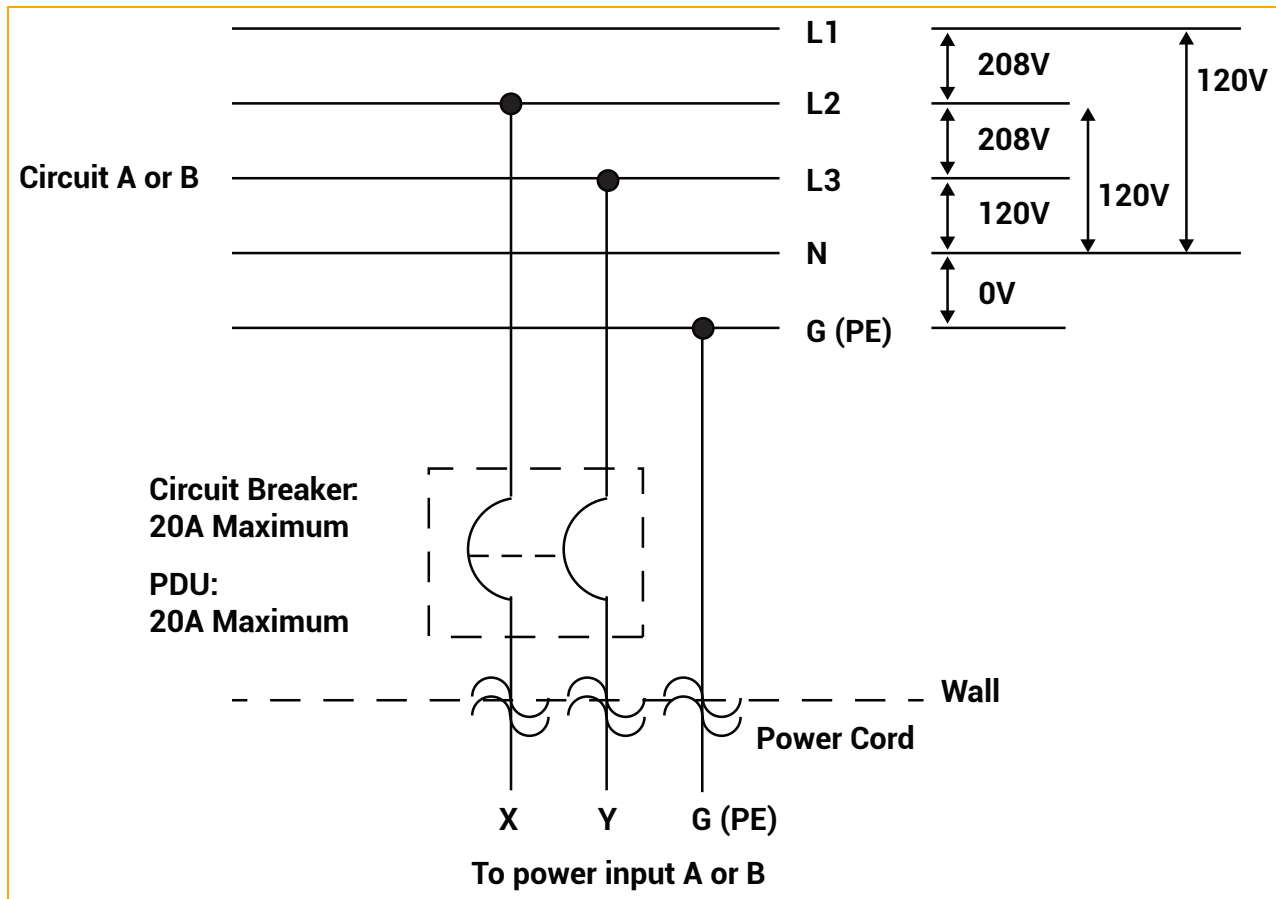 L1
208V
120V
L2
208V
Circuit A or B
L3
120V
120V
N
0V
G (PE)
Circuit Breaker:
20A Maximum
PDU:
20A Maximum
Wall
Power Cord
X
Y
G (PE)
To power input A or B